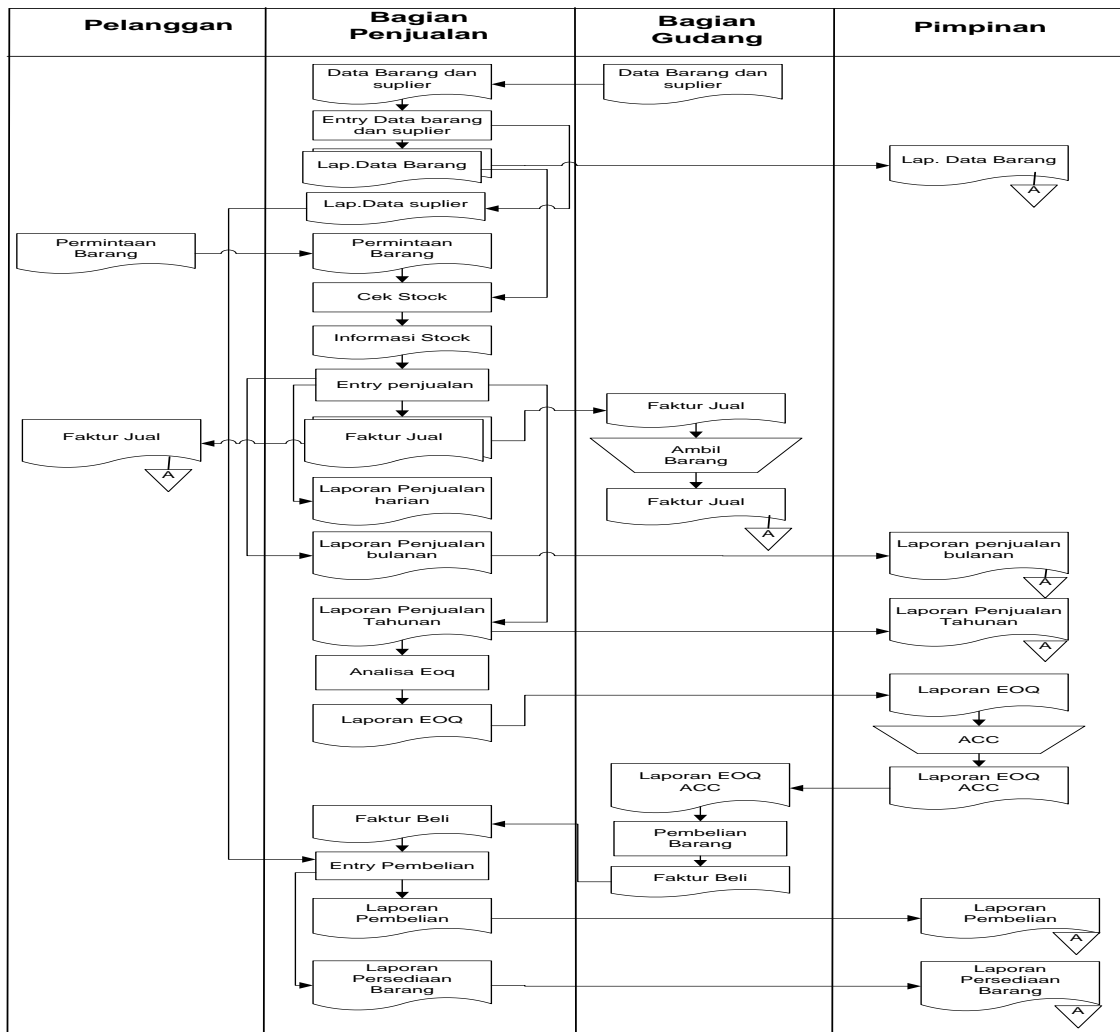 Pelanggan
Bagian
Penjualan
Bagian
Gudang
Pimpinan
Data Barang dan
suplier
Data Barang dan
suplier
Entry Data barang
dan suplier
Lap.Data Barang
Lap. Data Barang
A
Lap.Data suplier
Permintaan
Barang
Permintaan
Barang
Cek Stock
Informasi Stock
Entry penjualan
Faktur Jual
Faktur Jual
A
Faktur Jual
Ambil
Barang
Laporan Penjualan
harian
Faktur Jual
A
Laporan Penjualan
bulanan
Laporan penjualan
bulanan
A
Laporan Penjualan
Tahunan
Laporan Penjualan
Tahunan
A
Analisa Eoq
Laporan EOQ
Laporan EOQ
ACC
Laporan EOQ
ACC
Laporan EOQ
ACC
Faktur Beli
Pembelian
Barang
Entry Pembelian
Faktur Beli
Laporan
Pembelian
Laporan
Pembelian
A
Laporan
Persediaan
Barang
Laporan
Persediaan
Barang
A